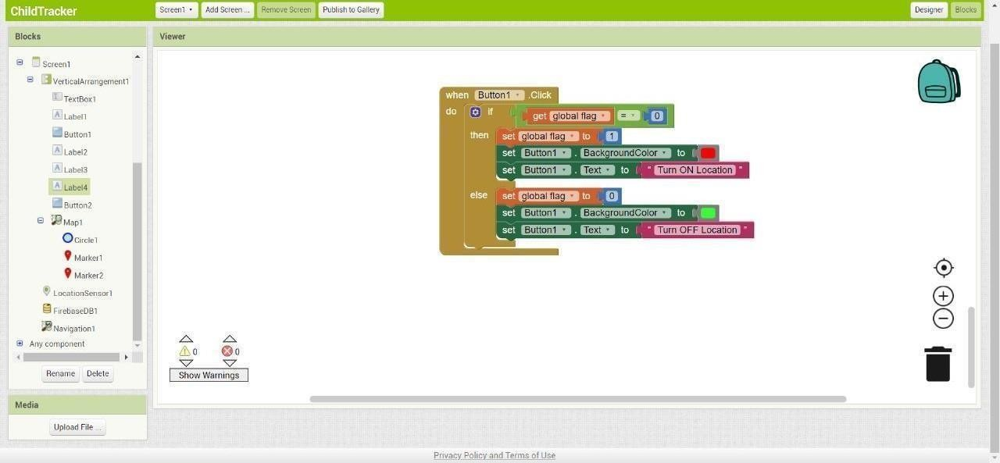 ChildTracker Screen1 Add Screen ... Remove Screen Publish to Gallery Designer Blocks
Blocks
Viewer
Screen1
VerticalArrangement1
TextBox1
Label1
Button1
Label2
Label3
Label4
Button2
Map1
Circle1
Marker1
Marker2
LocationSensor1
FirebaseDB1
Navigation1
Any component
Rename Delete
Media
Upload File ...
when Button1 .Click
do if get global flag = 0
then set global flag to 1
set Button1 . BackgroundColor to
set Button1 . Text to " Turn ON Location "
else set global flag to 0
set Button1 . BackgroundColor to
set Button1 . Text to " Turn OFF Location "
0 0
Show Warnings
Privacy Policy and Terms of Use